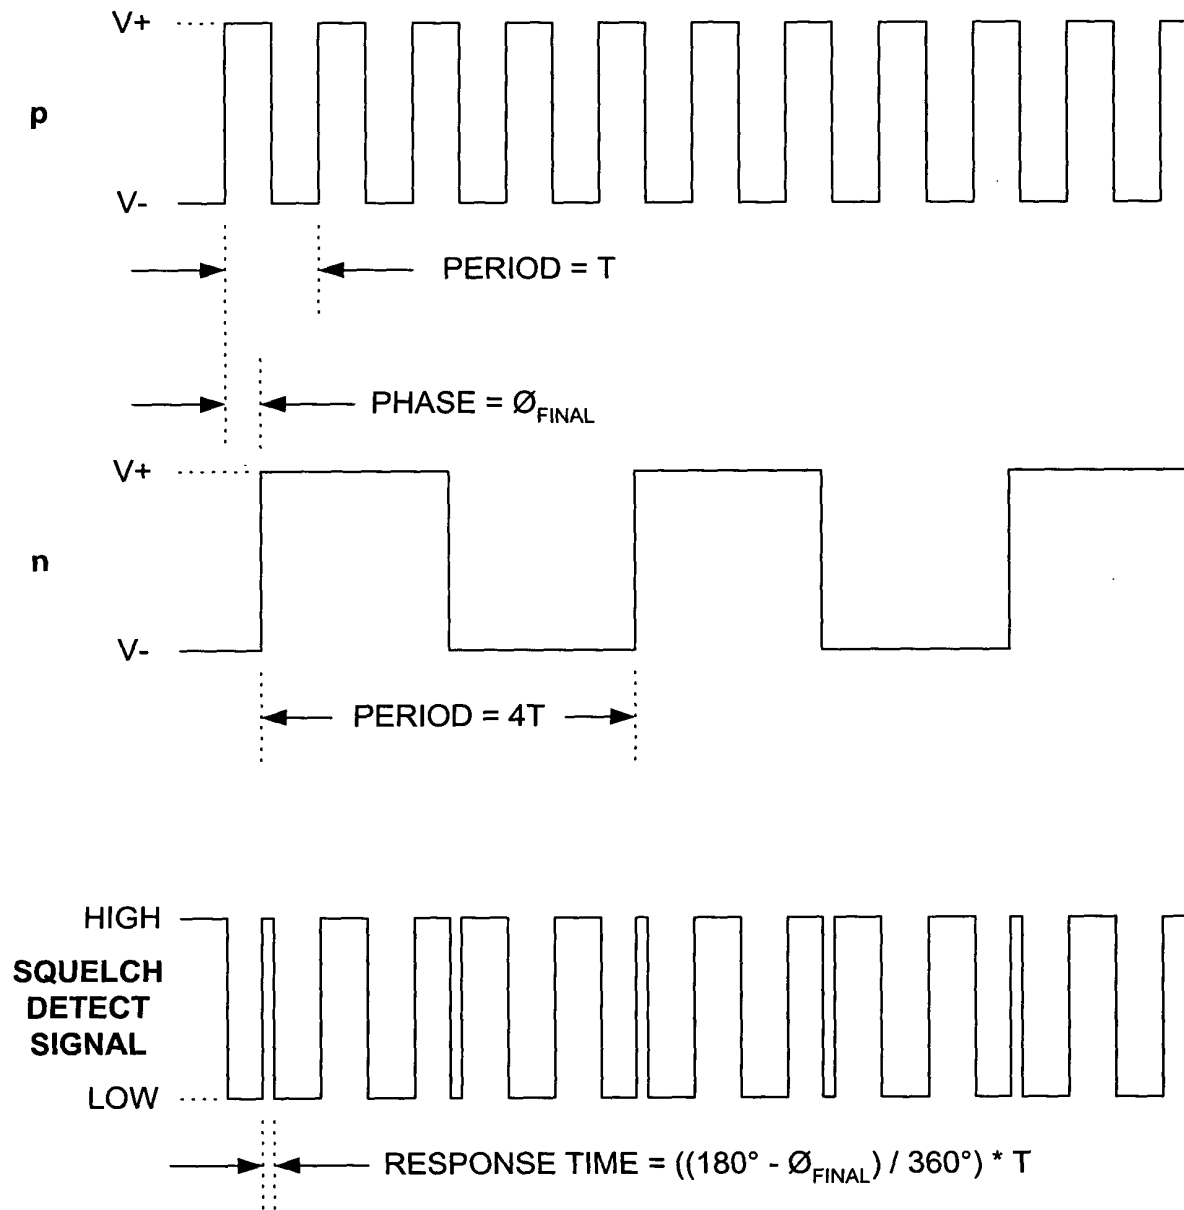 V+
p
V-
PERIOD = T
PHASE = Ø_FINAL
V+
n
V-
PERIOD = 4T
HIGH
SQUELCH
DETECT
SIGNAL
LOW
RESPONSE TIME = ((180° - Ø_FINAL) / 360°) * T